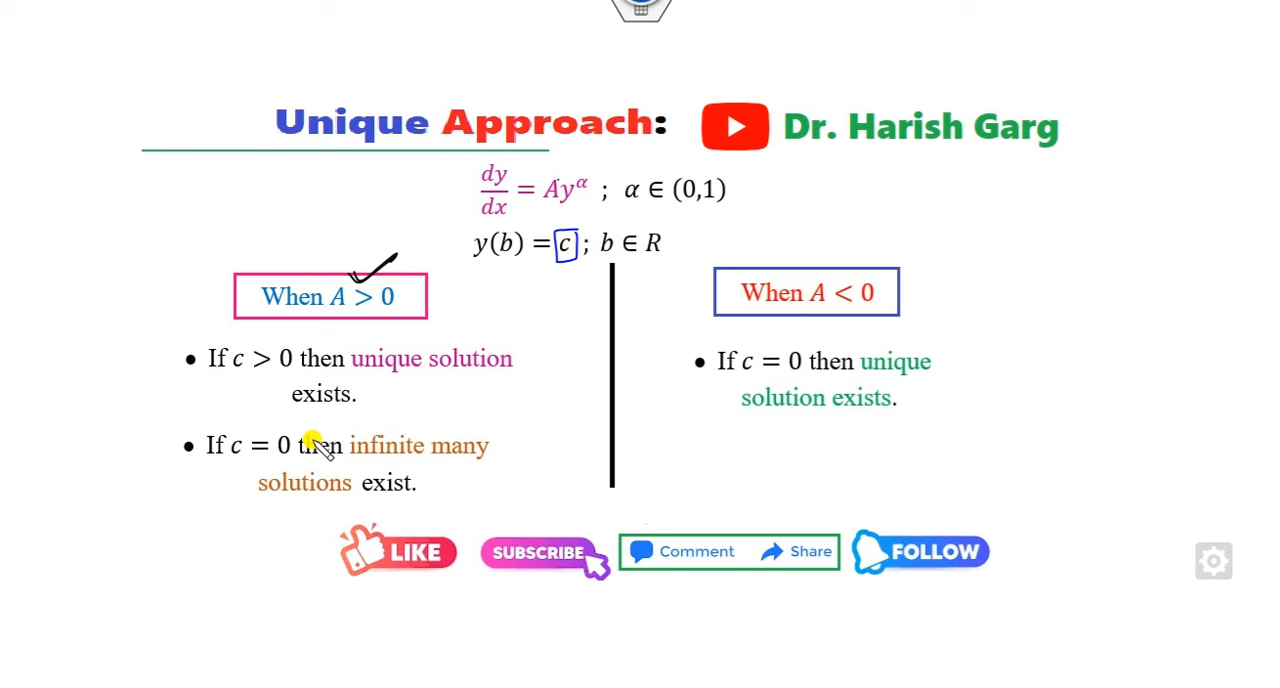 Unique Approach: Dr. Harish Garg
dy/dx = Ay^α ; α ∈ (0,1)
y(b) = c ; b ∈ R
When A > 0
When A < 0
• If c > 0 then unique solution
exists.
• If c = 0 then infinite many
solutions exist.
• If c = 0 then unique
solution exists.
LIKE
SUBSCRIBE
Comment Share
FOLLOW